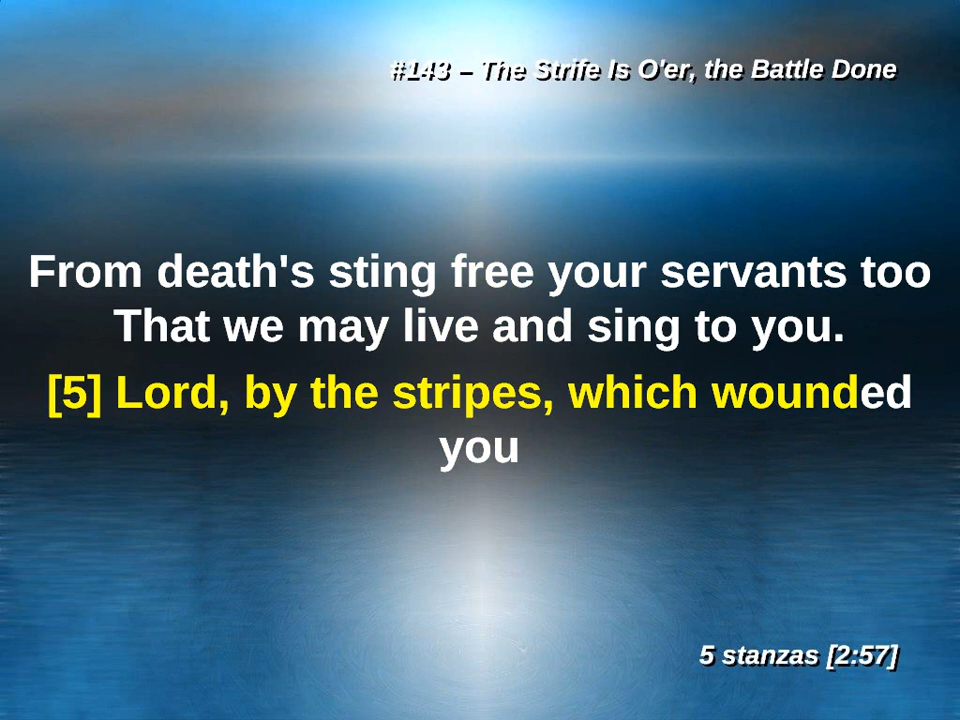 #143 – The Strife Is O'er, the Battle Done
From death's sting free your servants too
That we may live and sing to you.
[5] Lord, by the stripes, which wounded
you
5 stanzas [2:57]